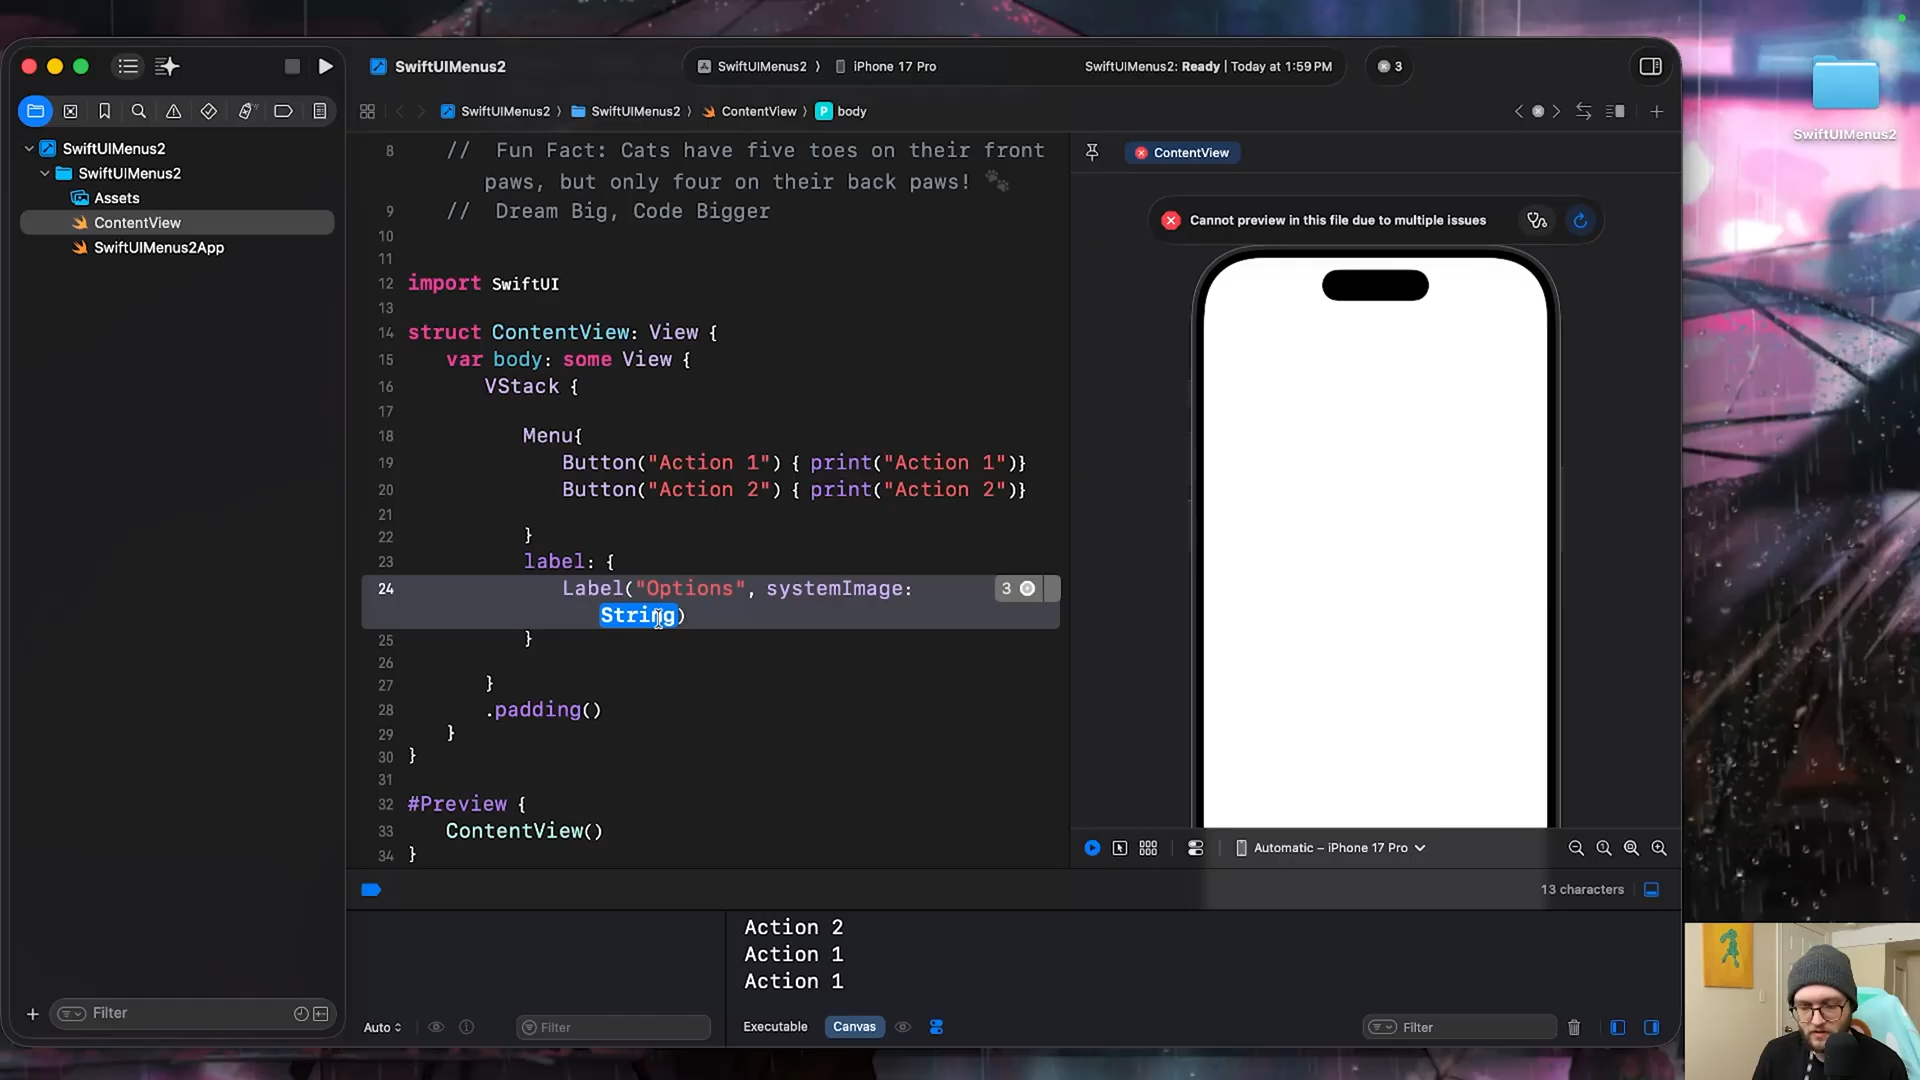 SwiftUIMenus2
SwiftUIMenus2 ⟩ iPhone 17 Pro
SwiftUIMenus2: Ready | Today at 1:59 PM
3
SwiftUIMenus2 ⟩ SwiftUIMenus2 ⟩ ContentView ⟩ P body
SwiftUIMenus2
SwiftUIMenus2
Assets
ContentView
SwiftUIMenus2App
Filter
8 // Fun Fact: Cats have five toes on their front
paws, but only four on their back paws! 🐾
9 // Dream Big, Code Bigger
10
11
12 import SwiftUI
13
14 struct ContentView: View {
15 var body: some View {
16 VStack {
17
18 Menu{
19 Button("Action 1") { print("Action 1")}
20 Button("Action 2") { print("Action 2")}
21
22 }
23 label: {
24 Label("Options", systemImage: 3
String)
25 }
26
27 }
28 .padding()
29 }
30 }
31
32 #Preview {
33 ContentView()
34 }
ContentView
Cannot preview in this file due to multiple issues
Automatic – iPhone 17 Pro
13 characters
Action 2
Action 1
Action 1
Auto
Filter
Executable
Canvas
Filter
SwiftUIMenus2